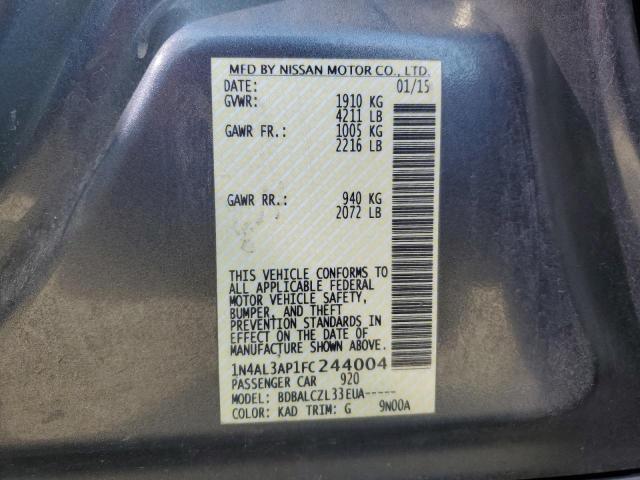 MFD BY NISSAN MOTOR CO., LTD.
DATE: 01/15
GVWR: 1910 KG
4211 LB
GAWR FR.: 1005 KG
2216 LB
GAWR RR.: 940 KG
2072 LB
THIS VEHICLE CONFORMS TO
ALL APPLICABLE FEDERAL
MOTOR VEHICLE SAFETY,
BUMPER, AND THEFT
PREVENTION STANDARDS IN
EFFECT ON THE DATE OF
MANUFACTURE SHOWN ABOVE.
1N4AL3AP1FC244004
PASSENGER CAR 920
MODEL: BDBALCZL33EUA-----
COLOR: KAD TRIM: G 9N00A